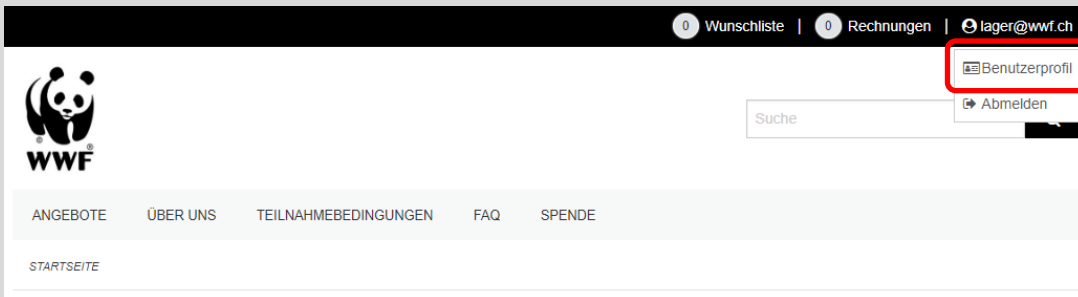 0 Wunschliste | 0 Rechnungen | lager@wwf.ch
Benutzerprofil
Abmelden
Suche
® WWF®
ANGEBOTE ÜBER UNS TEILNAHMEBEDINGUNGEN FAQ SPENDE
STARTSEITE